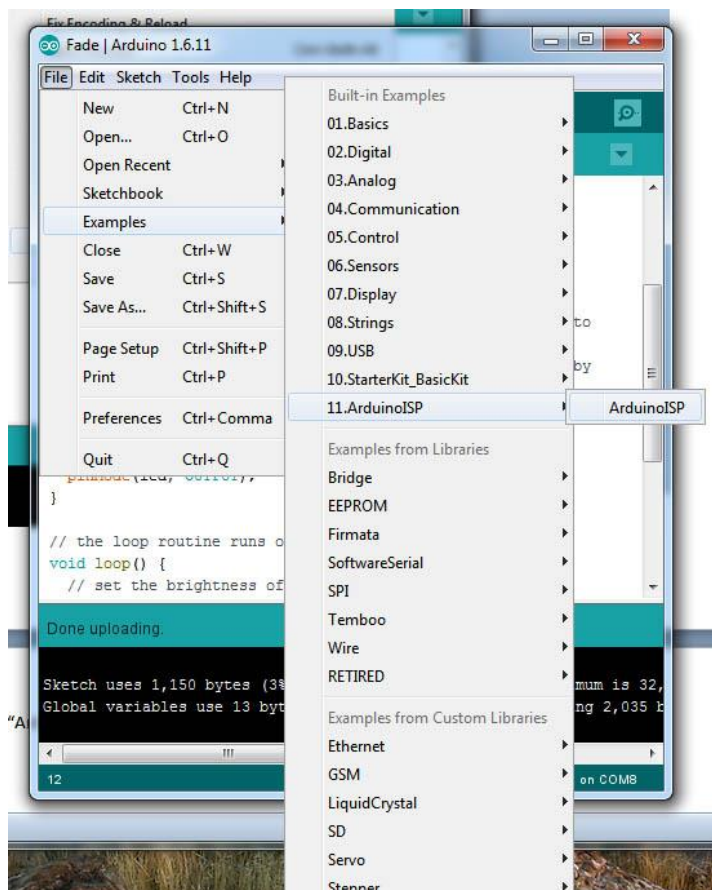 Fix Encoding & Reload
Fade | Arduino 1.6.11
File Edit Sketch Tools Help
New Ctrl+N
Open... Ctrl+O
Open Recent
Sketchbook
Examples
Close Ctrl+W
Save Ctrl+S
Save As... Ctrl+Shift+S
Page Setup Ctrl+Shift+P
Print Ctrl+P
Preferences Ctrl+Comma
Quit Ctrl+Q
Built-in Examples
01.Basics
02.Digital
03.Analog
04.Communication
05.Control
06.Sensors
07.Display
08.Strings
09.USB
10.StarterKit_BasicKit
11.ArduinoISP
ArduinoISP
Examples from Libraries
Bridge
EEPROM
Firmata
SoftwareSerial
SPI
Temboo
Wire
RETIRED
Examples from Custom Libraries
Ethernet
GSM
LiquidCrystal
SD
Servo
Stepper
to
by
}
// the loop routine runs o
void loop() {
// set the brightness of
Done uploading.
Sketch uses 1,150 bytes (3% mum is 32,
Global variables use 13 byt ng 2,035 b
"A
12 on COM8